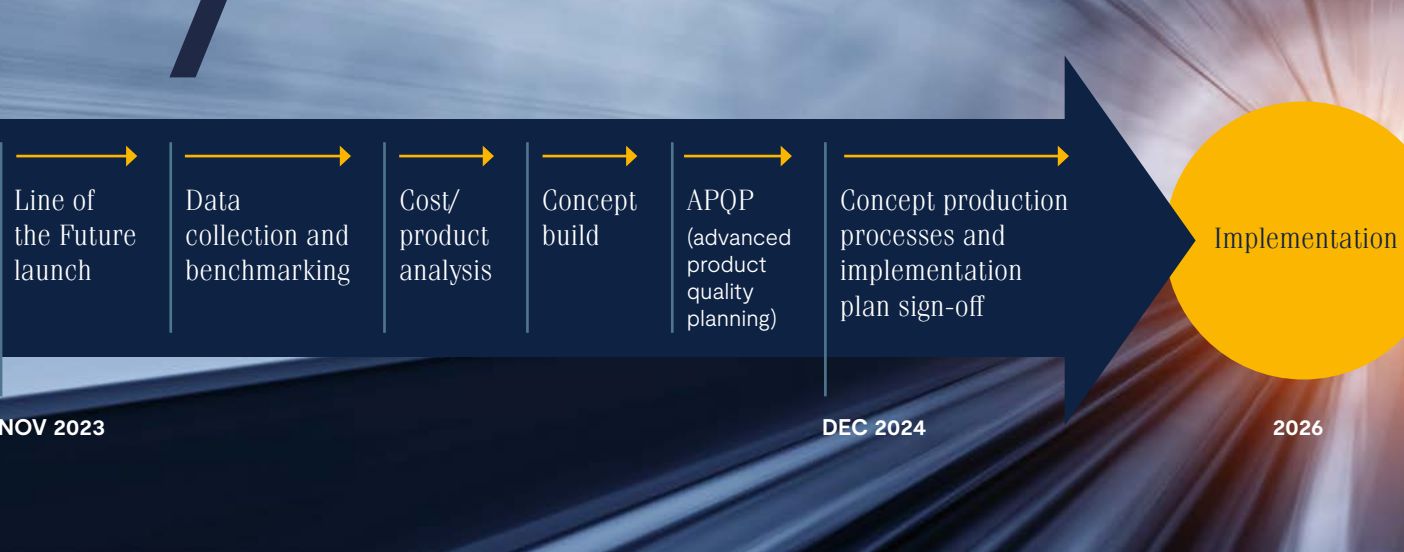 Line of
the Future
launch
Data
collection and
benchmarking
Cost/
product
analysis
Concept
build
APQP
(advanced
product
quality
planning)
Concept production
processes and
implementation
plan sign-off
Implementation
NOV 2023
DEC 2024
2026